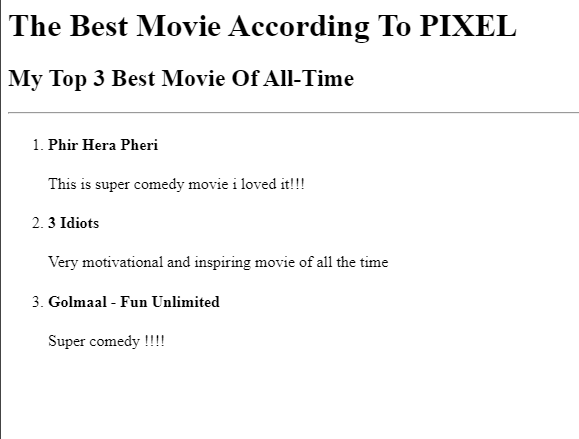 The Best Movie According To PIXEL
My Top 3 Best Movie Of All-Time
1. Phir Hera Pheri
This is super comedy movie i loved it!!!
2. 3 Idiots
Very motivational and inspiring movie of all the time
3. Golmaal - Fun Unlimited
Super comedy !!!!